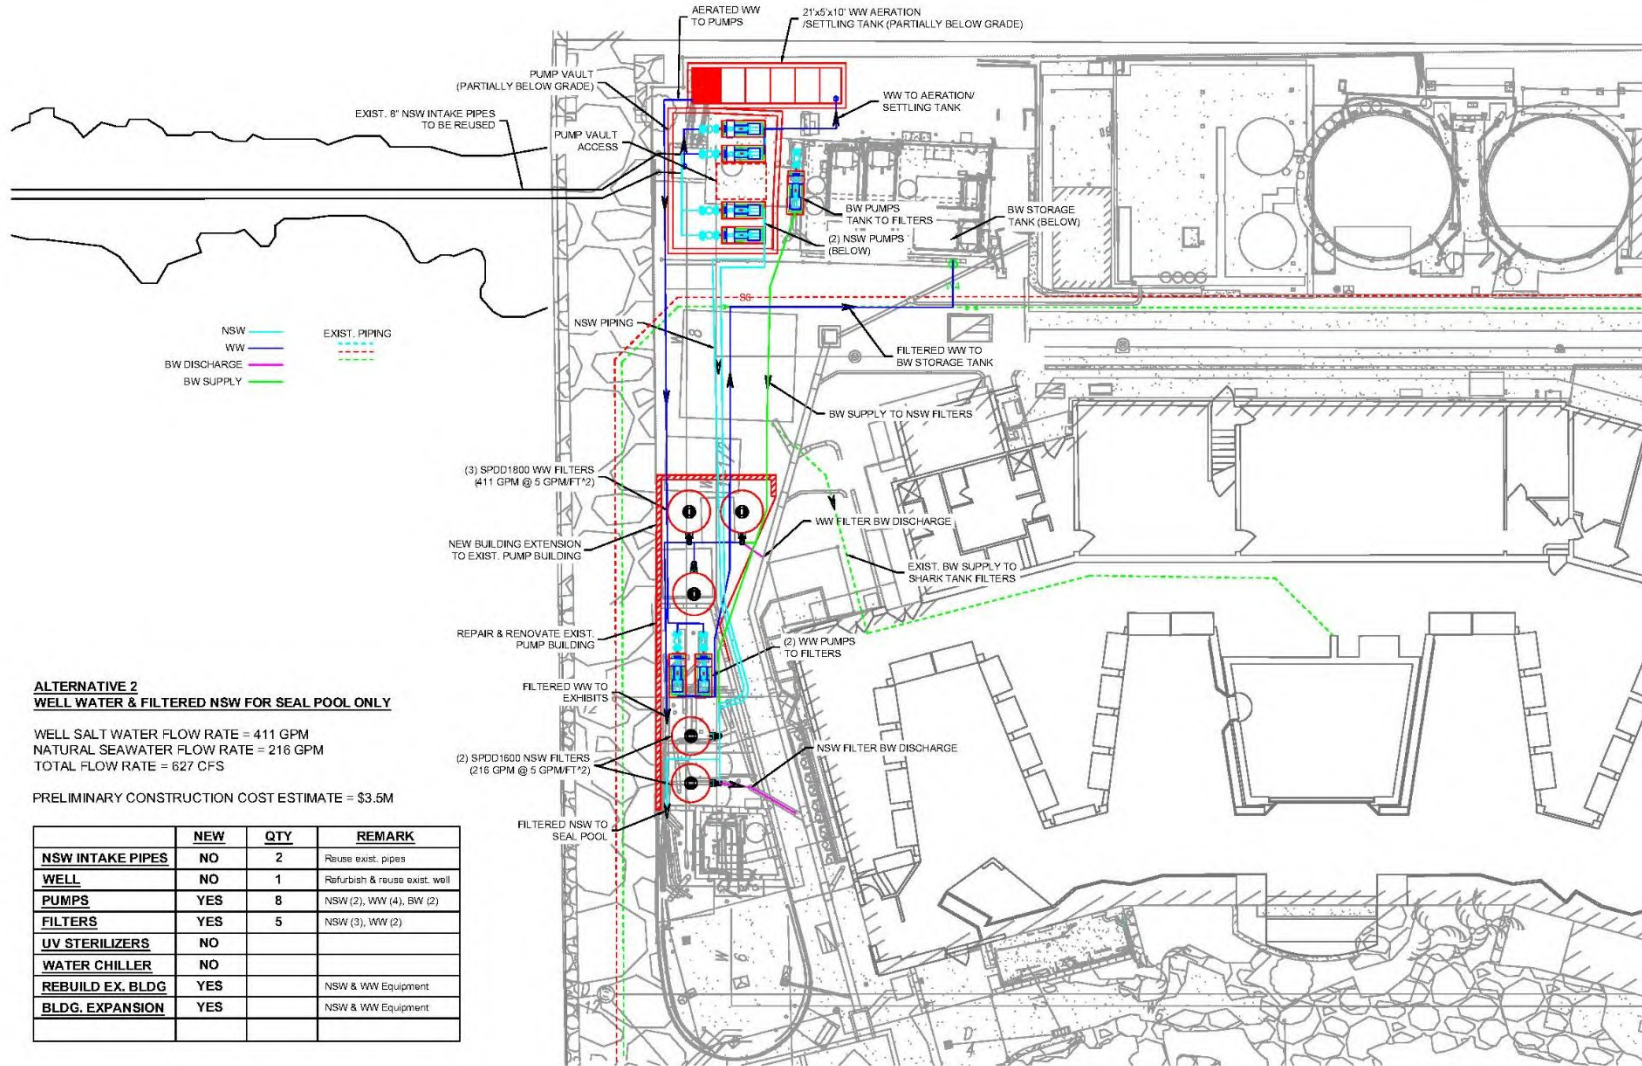 AERATED WW
TO PUMPS
21'x5'x10' WW AERATION
/SETTLING TANK (PARTIALLY BELOW GRADE)
PUMP VAULT
(PARTIALLY BELOW GRADE)
WW TO AERATION/
SETTLING TANK
EXIST. 8" NSW INTAKE PIPES
TO BE REUSED
PUMP VAULT
ACCESS
BW PUMPS
TANK TO FILTERS
BW STORAGE
TANK (BELOW)
(2) NSW PUMPS
(BELOW)
SS
NSW PIPING
NSW
WW
BW DISCHARGE
BW SUPPLY
EXIST. PIPING
FILTERED WW TO
BW STORAGE TANK
W 8
BW SUPPLY TO NSW FILTERS
(3) SPDD1800 WW FILTERS
(411 GPM @ 5 GPM/FT^2)
WW FILTER BW DISCHARGE
NEW BUILDING EXTENSION
TO EXIST. PUMP BUILDING
EXIST. BW SUPPLY TO
SHARK TANK FILTERS
REPAIR & RENOVATE EXIST.
PUMP BUILDING
(2) WW PUMPS
TO FILTERS
FILTERED WW TO
EXHIBITS
(2) SPDD1600 NSW FILTERS
(216 GPM @ 5 GPM/FT^2)
NSW FILTER BW DISCHARGE
FILTERED NSW TO
SEAL POOL
W 6
D 4
ALTERNATIVE 2
WELL WATER & FILTERED NSW FOR SEAL POOL ONLY
WELL SALT WATER FLOW RATE = 411 GPM
NATURAL SEAWATER FLOW RATE = 216 GPM
TOTAL FLOW RATE = 627 CFS
PRELIMINARY CONSTRUCTION COST ESTIMATE = $3.5M
NEW QTY REMARK
NSW INTAKE PIPES NO 2 Reuse exist. pipes
WELL NO 1 Refurbish & reuse exist. well
PUMPS YES 8 NSW (2), WW (4), BW (2)
FILTERS YES 5 NSW (3), WW (2)
UV STERILIZERS NO
WATER CHILLER NO
REBUILD EX. BLDG YES NSW & WW Equipment
BLDG. EXPANSION YES NSW & WW Equipment